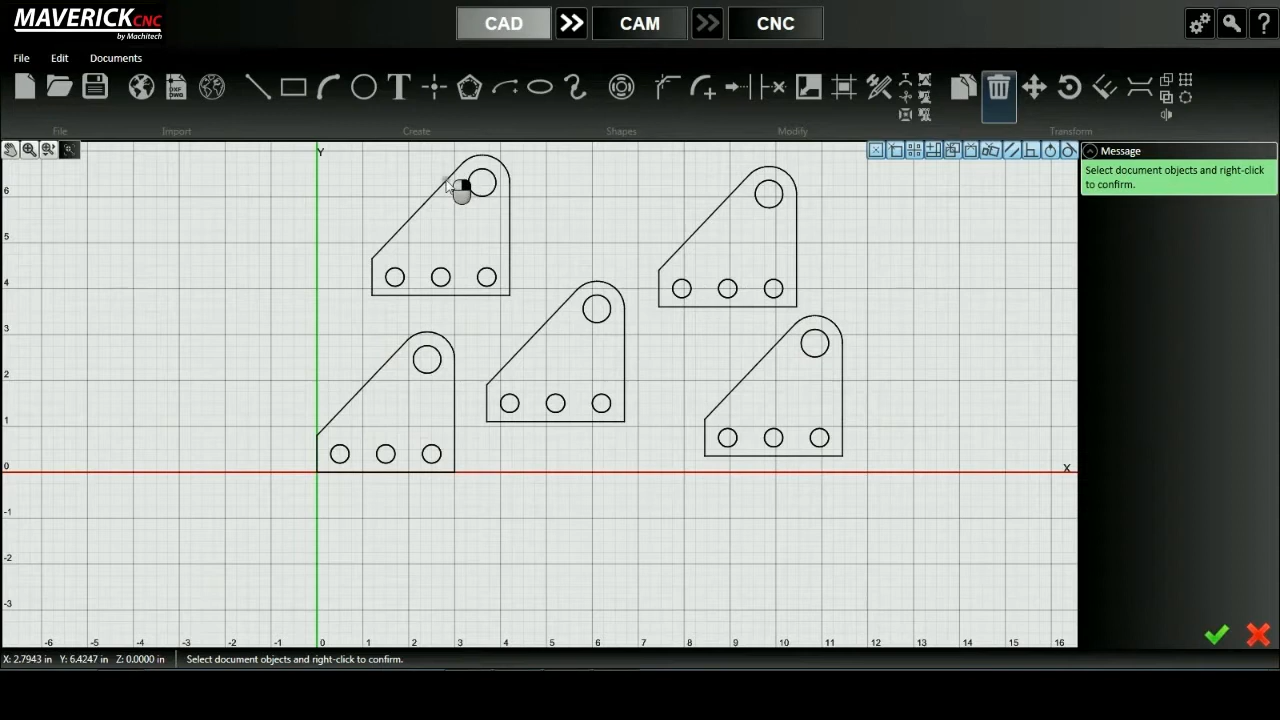 MAVERICK CNC
by Machitech
CAD CAM CNC
File Edit Documents
DXF
DWG
T
?
File Import Create Shapes Modify Transform
Message
Select document objects and right-click
to confirm.
Y
6
5
4
3
2
1
0
X
-1
-2
-3
-6 -5 -4 -3 -2 -1 0 1 2 3 4 5 6 7 8 9 10 11 12 13 14 15 16
X: 2.7943 in Y: 6.4247 in Z: 0.0000 in Select document objects and right-click to confirm.